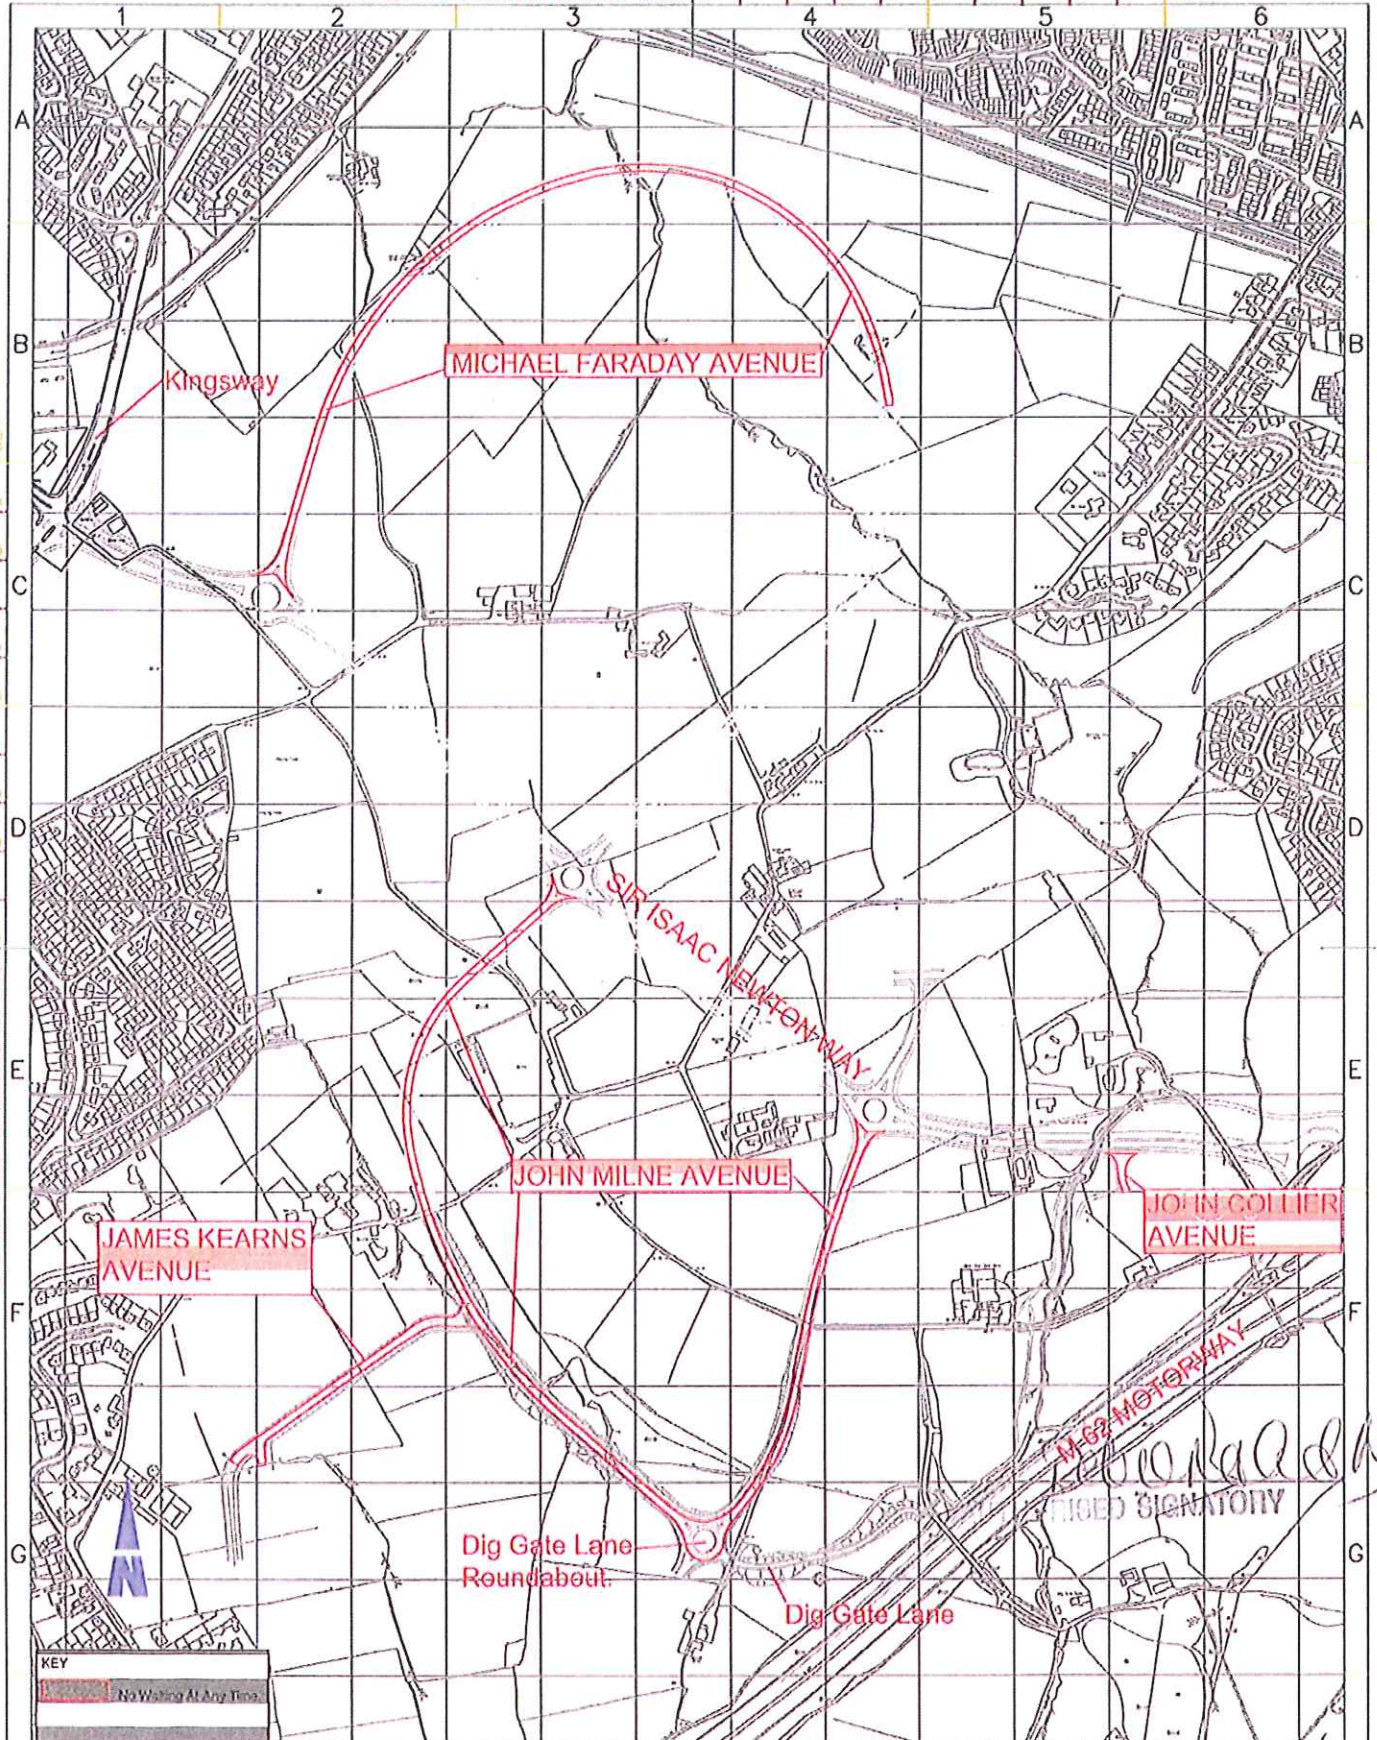 1 2 3 4 5 6
A A
B B
MICHAEL FARADAY AVENUE
Kingsway
C C
D D
SIR ISAAC NEWTON WAY
E E
JOHN MILNE AVENUE
JOHN COLLIER
AVENUE
JAMES KEARNS
AVENUE
F F
M 62 MOTORWAY
SIGNATORY
G G
Dig Gate Lane
Roundabout
Dig Gate Lane
N
KEY
No Waiting At Any Time